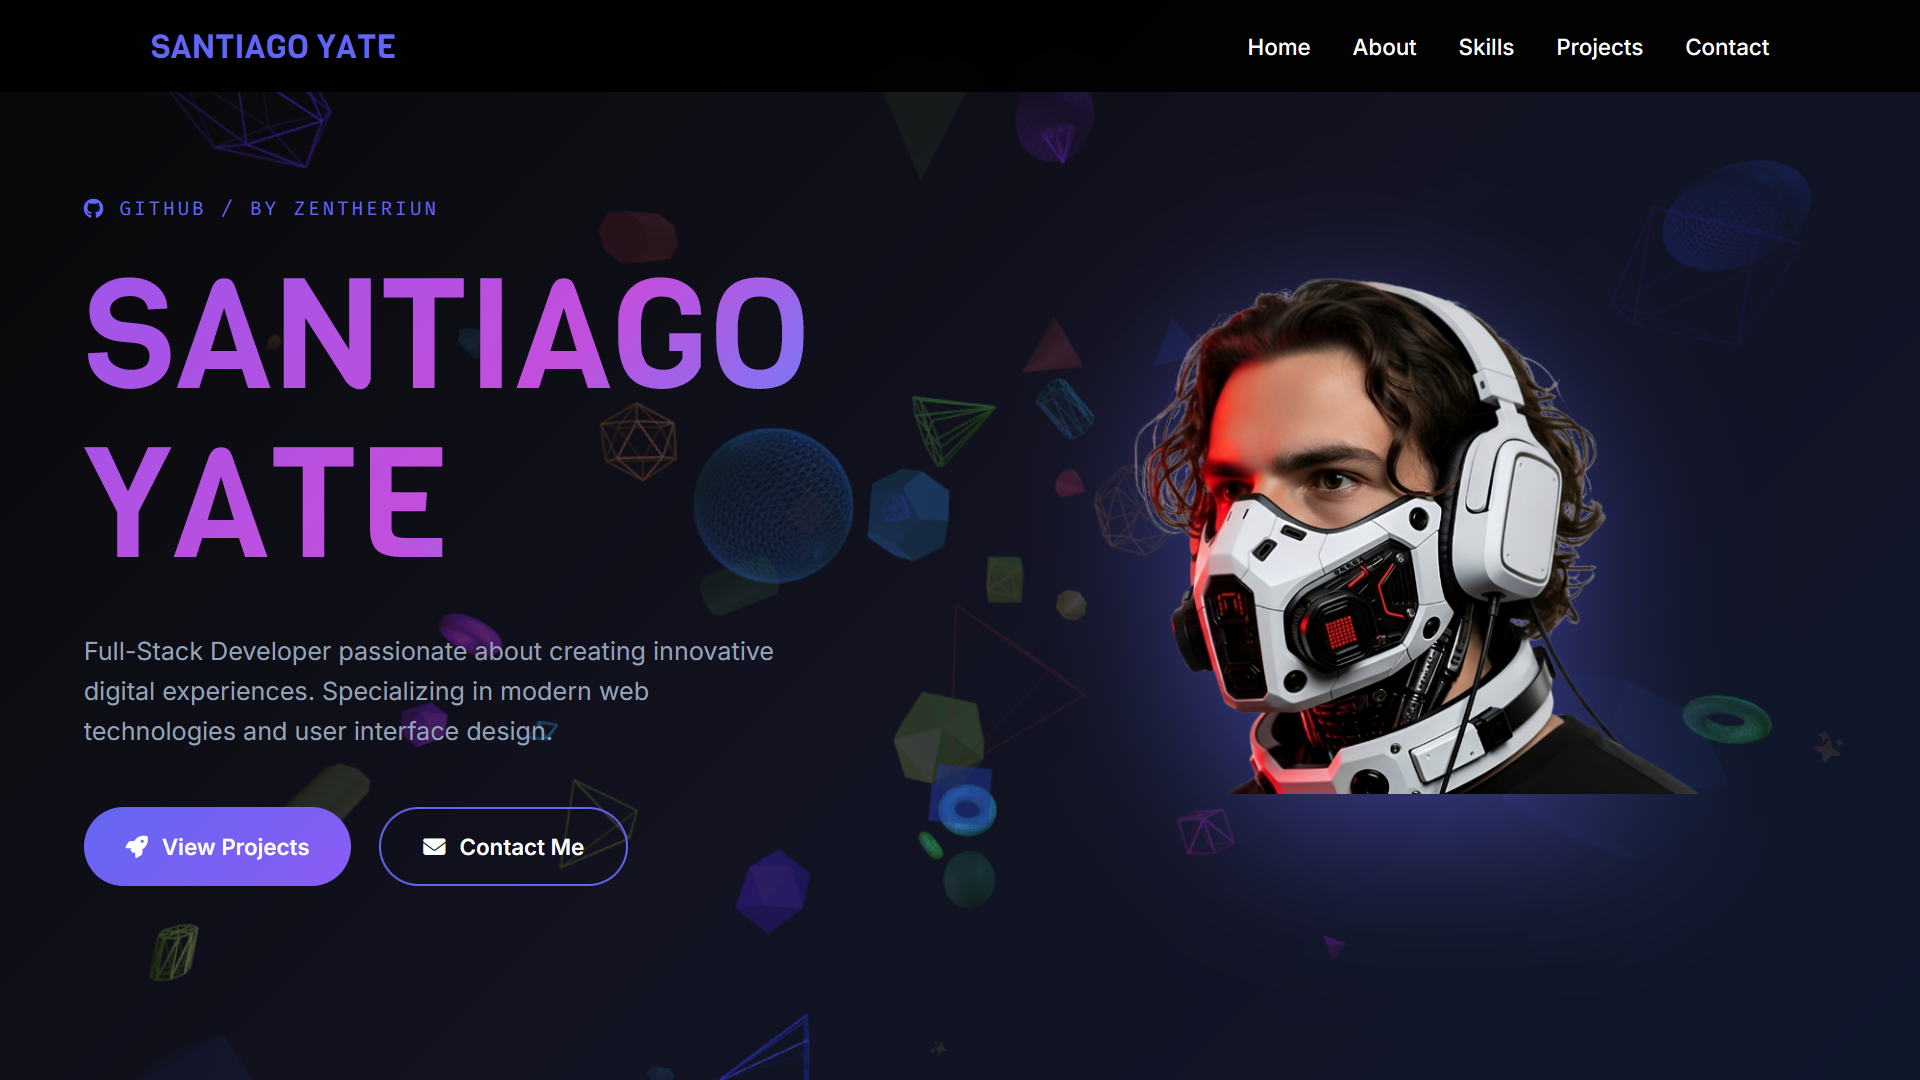 SANTIAGO YATE
Home About Skills Projects Contact
GITHUB / BY ZENTHERIUN
SANTIAGO
YATE
Full-Stack Developer passionate about creating innovative
digital experiences. Specializing in modern web
technologies and user interface design.
View Projects
Contact Me